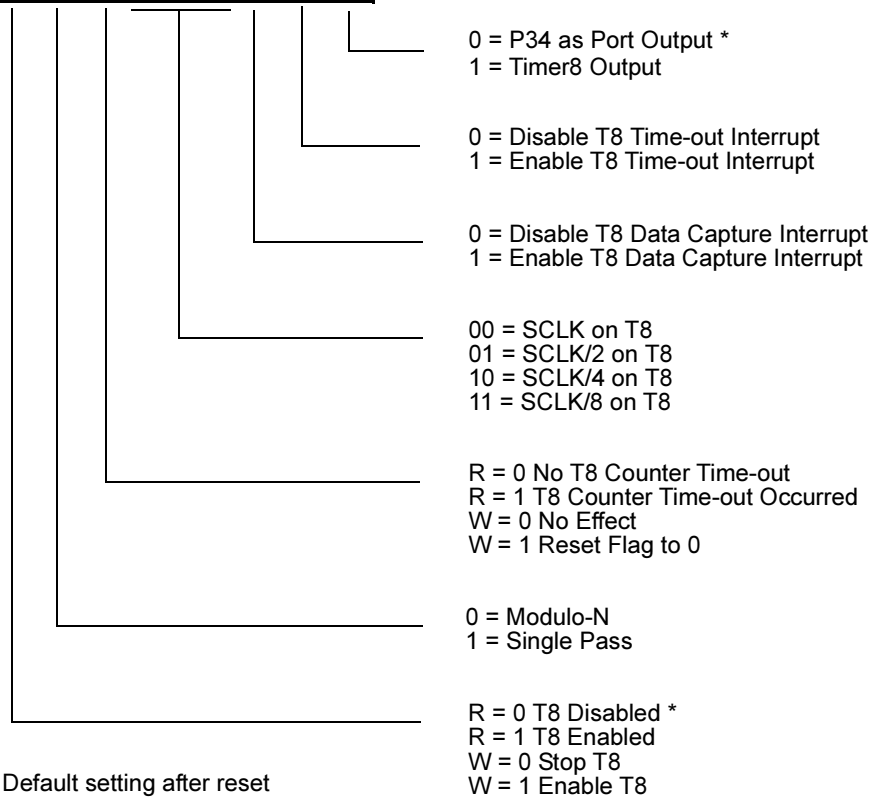 0 = P34 as Port Output *
1 = Timer8 Output
0 = Disable T8 Time-out Interrupt
1 = Enable T8 Time-out Interrupt
0 = Disable T8 Data Capture Interrupt
1 = Enable T8 Data Capture Interrupt
00 = SCLK on T8
01 = SCLK/2 on T8
10 = SCLK/4 on T8
11 = SCLK/8 on T8
R = 0 No T8 Counter Time-out
R = 1 T8 Counter Time-out Occurred
W = 0 No Effect
W = 1 Reset Flag to 0
0 = Modulo-N
1 = Single Pass
R = 0 T8 Disabled *
R = 1 T8 Enabled
W = 0 Stop T8
W = 1 Enable T8
Default setting after reset